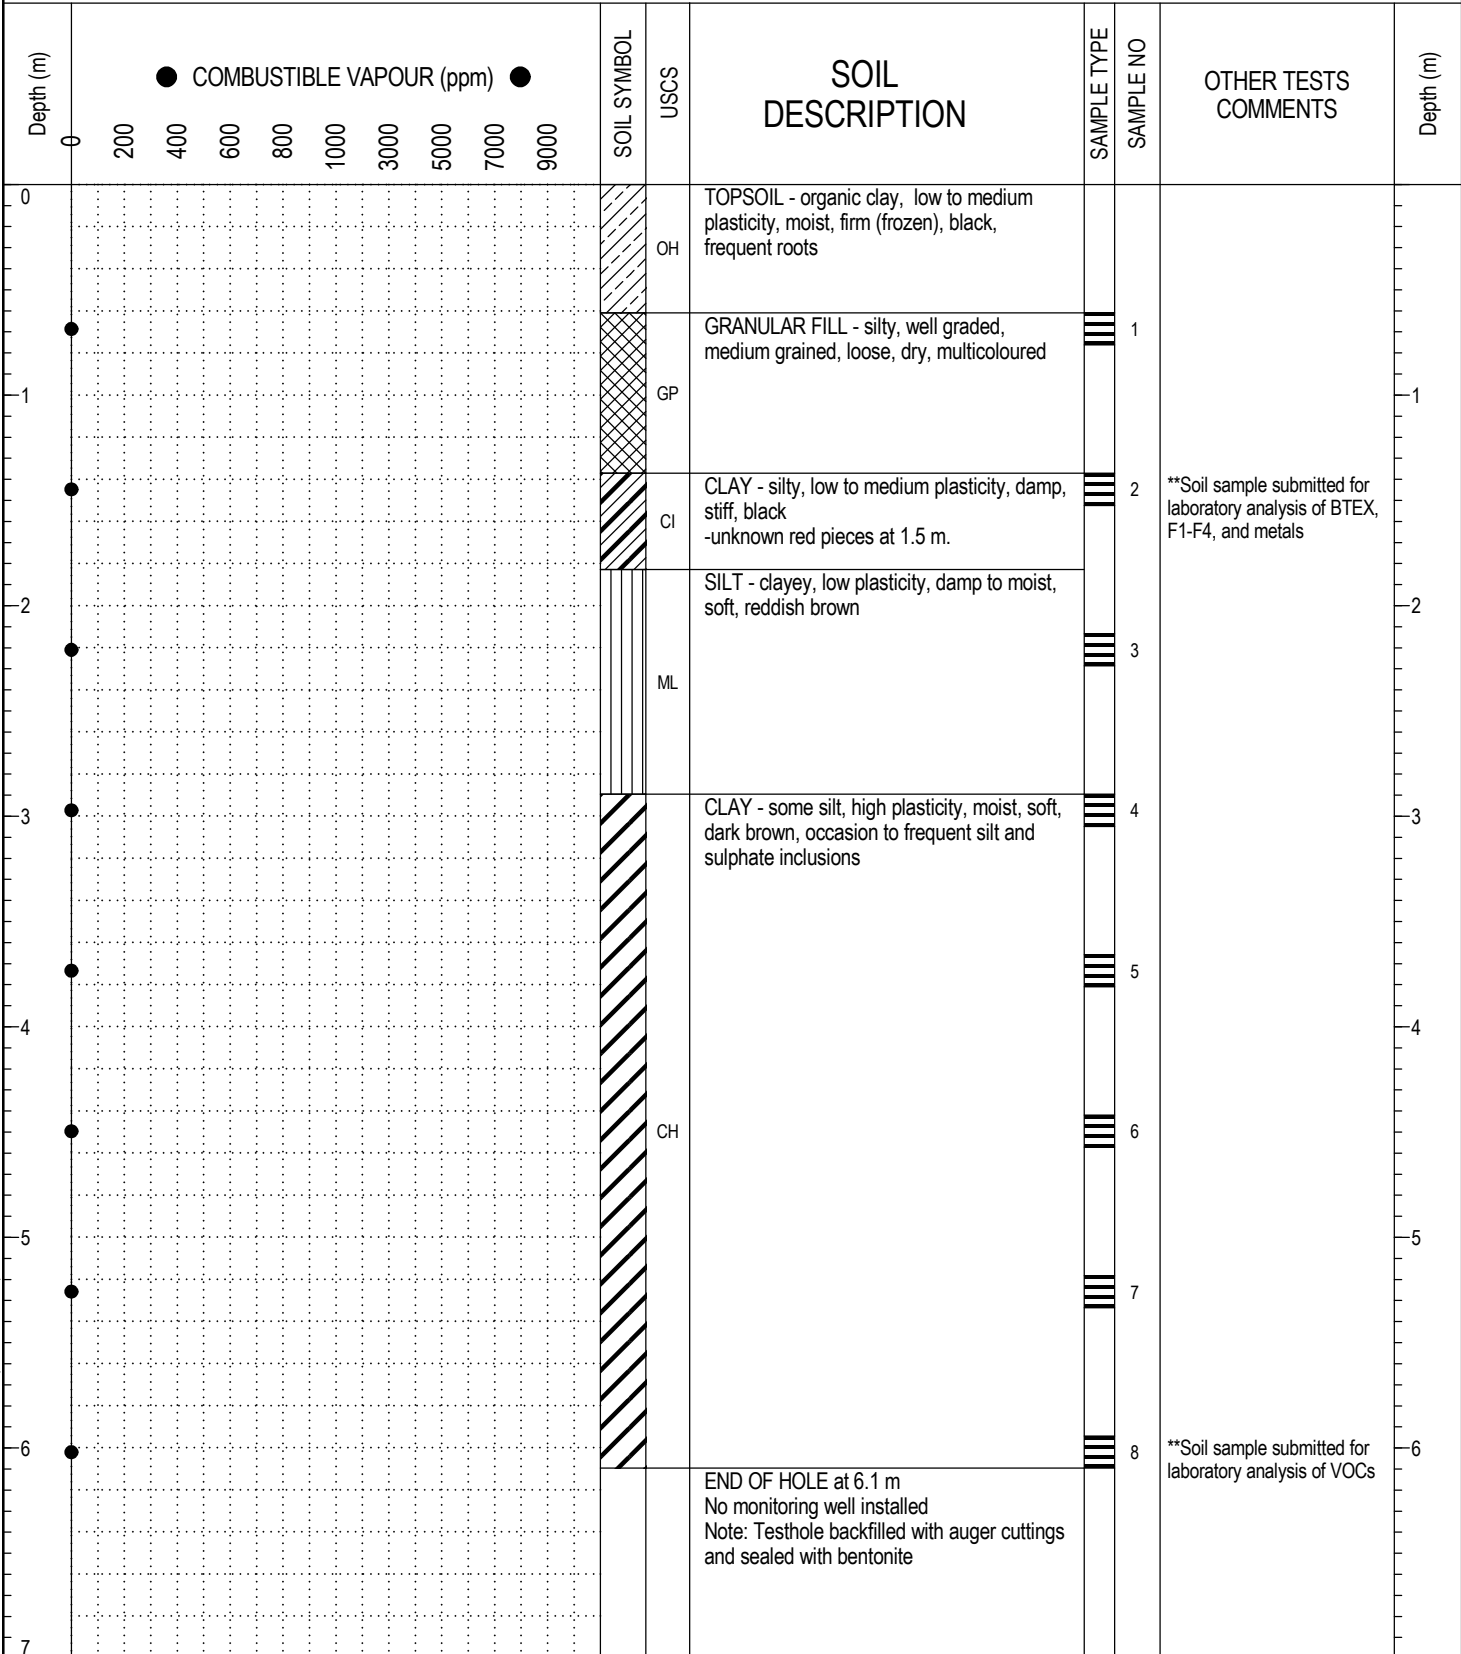 Depth (m)
● COMBUSTIBLE VAPOUR (ppm) ●
0 200 400 600 800 1000 3000 5000 7000 9000
SOIL SYMBOL
USCS
SOIL
DESCRIPTION
SAMPLE TYPE
SAMPLE NO
OTHER TESTS
COMMENTS
Depth (m)
0
TOPSOIL - organic clay, low to medium
plasticity, moist, firm (frozen), black,
frequent roots
OH
GRANULAR FILL - silty, well graded,
medium grained, loose, dry, multicoloured
1
1
GP
1
CLAY - silty, low to medium plasticity, damp,
stiff, black
-unknown red pieces at 1.5 m.
CI
2
**Soil sample submitted for
laboratory analysis of BTEX,
F1-F4, and metals
SILT - clayey, low plasticity, damp to moist,
soft, reddish brown
2
2
3
ML
CLAY - some silt, high plasticity, moist, soft,
dark brown, occasion to frequent silt and
sulphate inclusions
4
3
3
5
4
4
CH
6
5
5
7
6
8
**Soil sample submitted for
laboratory analysis of VOCs
6
END OF HOLE at 6.1 m
No monitoring well installed
Note: Testhole backfilled with auger cuttings
and sealed with bentonite
7